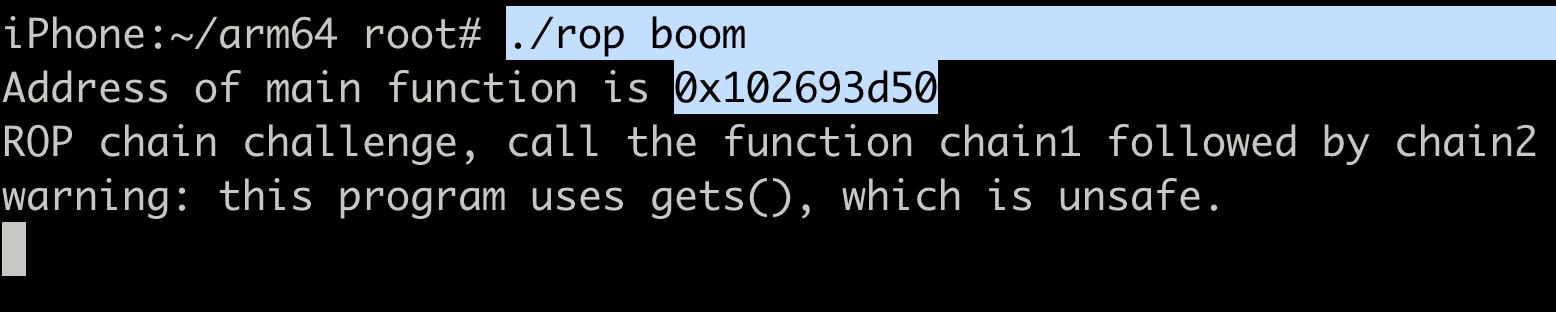 iPhone:~/arm64 root# ./rop boom
Address of main function is 0x102693d50
ROP chain challenge, call the function chain1 followed by chain2
warning: this program uses gets(), which is unsafe.